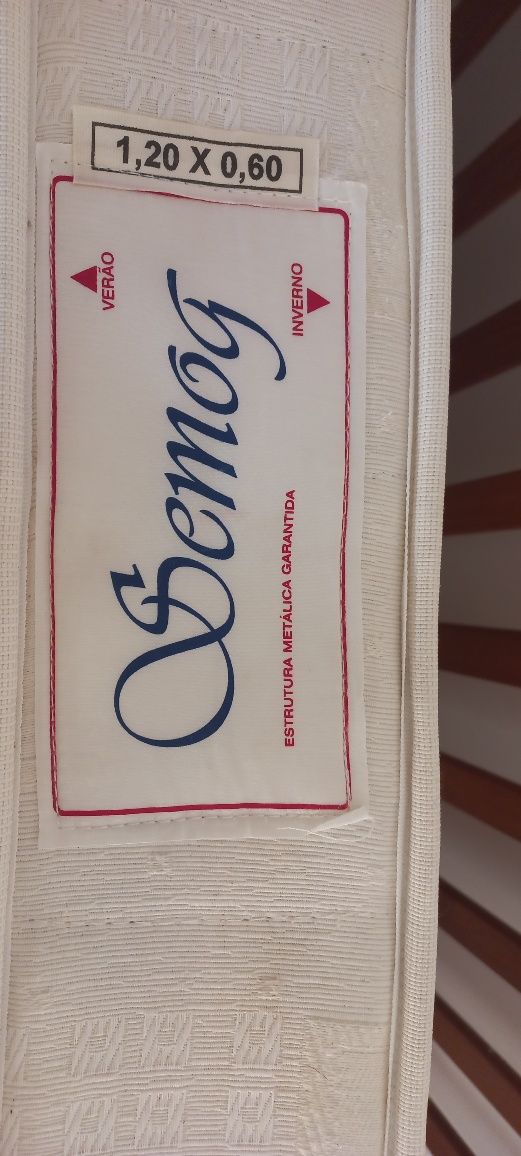 1,20 X 0,60
VERÃO
INVERNO
Semog
ESTRUTURA METÁLICA GARANTIDA